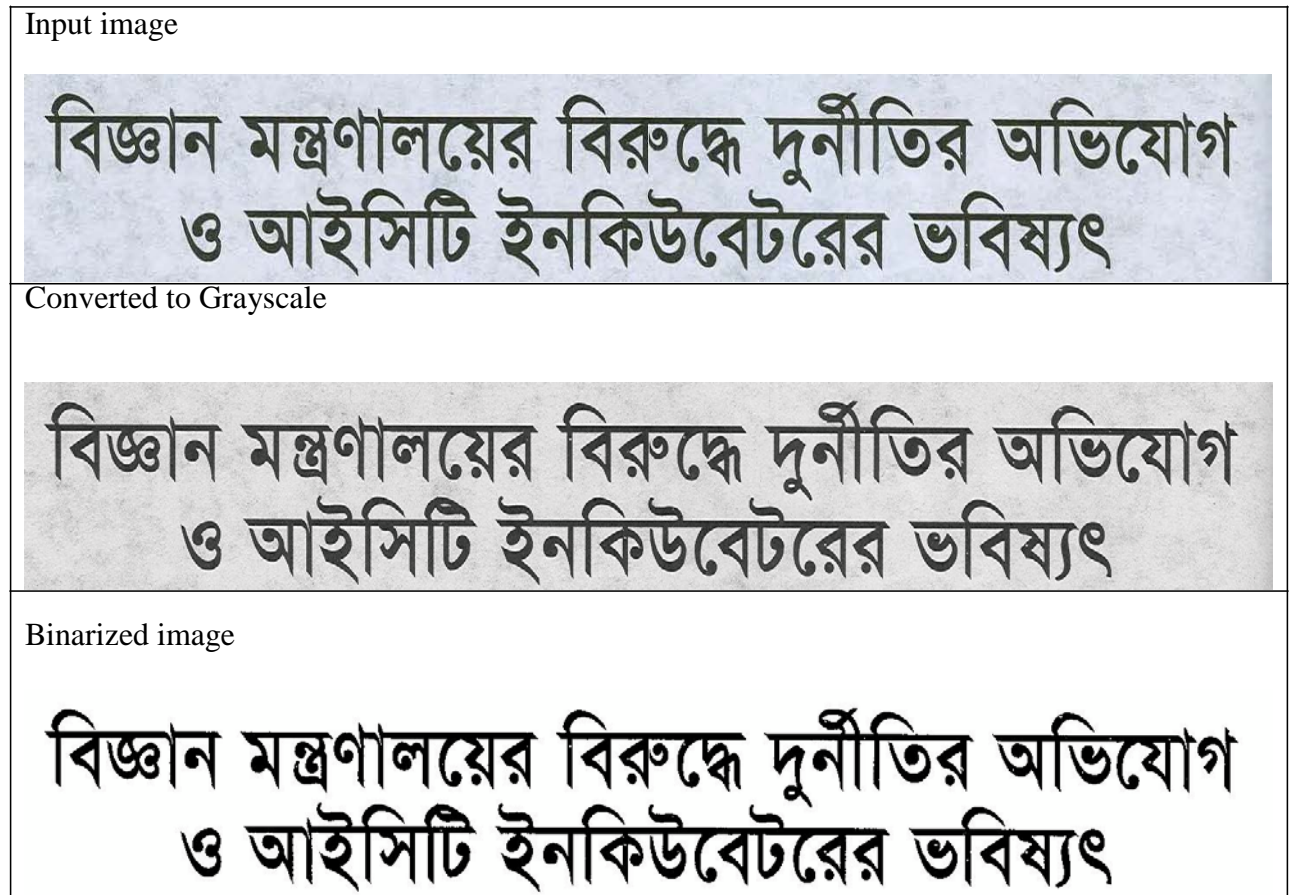 Input image
বিজ্ঞান মন্ত্রণালয়ের বিরুদ্ধে দুর্নীতির অভিযোগ
ও আইসিটি ইনকিউবেটরের ভবিষ্যৎ
Converted to Grayscale
বিজ্ঞান মন্ত্রণালয়ের বিরুদ্ধে দুর্নীতির অভিযোগ
ও আইসিটি ইনকিউবেটরের ভবিষ্যৎ
Binarized image
বিজ্ঞান মন্ত্রণালয়ের বিরুদ্ধে দুর্নীতির অভিযোগ
ও আইসিটি ইনকিউবেটরের ভবিষ্যৎ